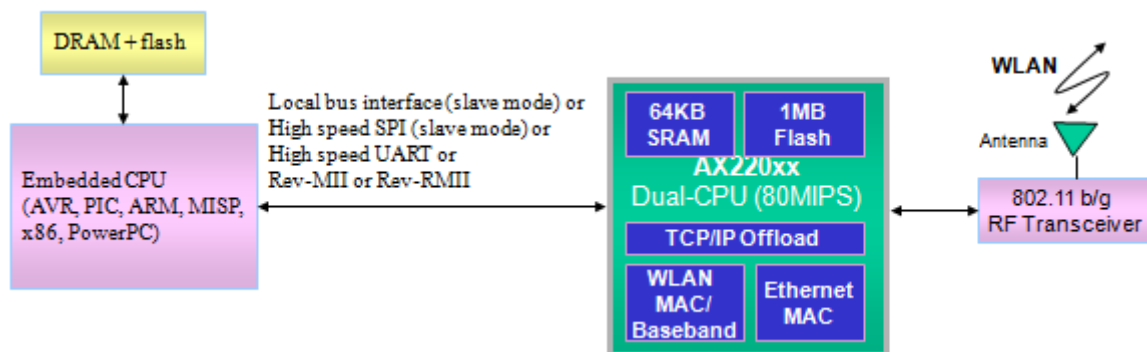 DRAM + flash
Local bus interface (slave mode) or
High speed SPI (slave mode) or
High speed UART or
Rev-MII or Rev-RMII
Embedded CPU
(AVR, PIC, ARM, MISP,
x86, PowerPC)
64KB
SRAM
1MB
Flash
AX220xx
Dual-CPU (80MIPS)
TCP/IP Offload
WLAN
MAC/
Baseband
Ethernet
MAC
WLAN
Antenna
802.11 b/g
RF Transceiver